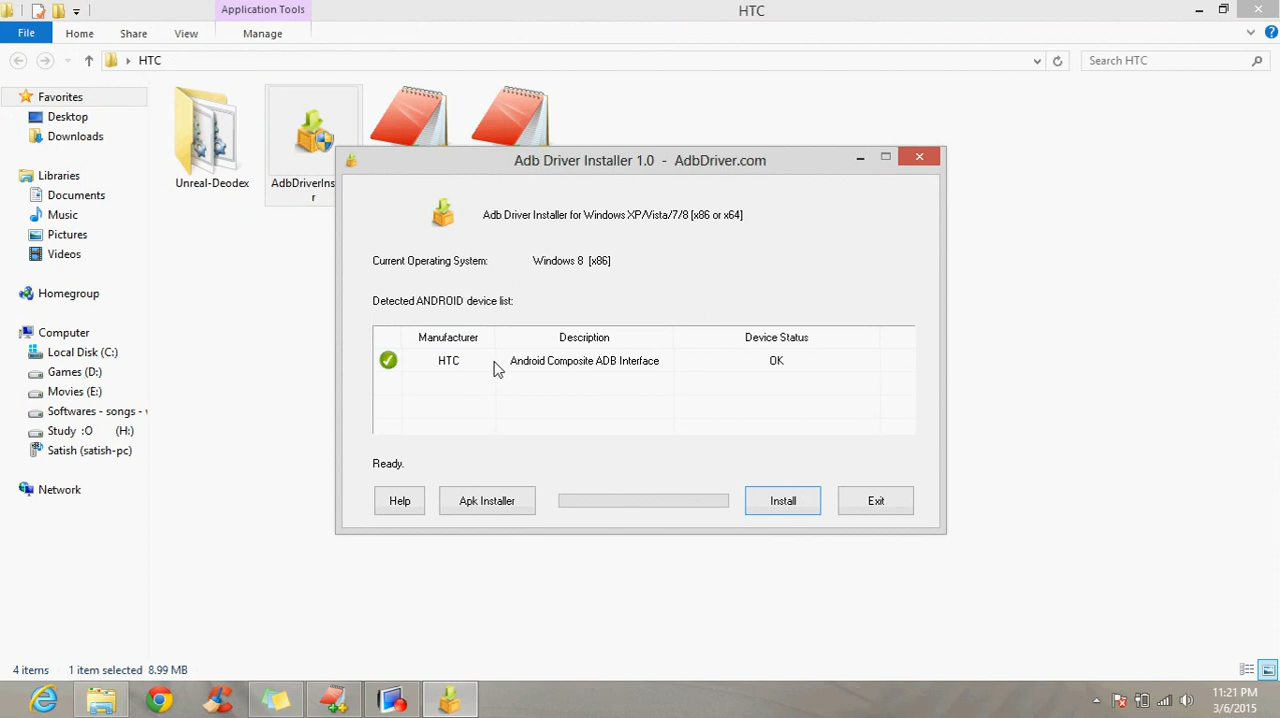 Application Tools
HTC
File
Home
Share
View
Manage
HTC
Search HTC
Favorites
Desktop
Downloads
Libraries
Documents
Music
Pictures
Videos
Homegroup
Computer
Local Disk (C:)
Games (D:)
Movies (E:)
Softwares - songs -
Study :O (H:)
Satish (satish-pc)
Network
Unreal-Deodex
AdbDriverIns
r
Adb Driver Installer 1.0 - AdbDriver.com
Adb Driver Installer for Windows XP/Vista/7/8 [x86 or x64]
Current Operating System: Windows 8 [x86]
Detected ANDROID device list:
Manufacturer Description Device Status
HTC Android Composite ADB Interface OK
Ready.
Help
Apk Installer
Install
Exit
4 items 1 item selected 8.99 MB
11:21 PM
3/6/2015